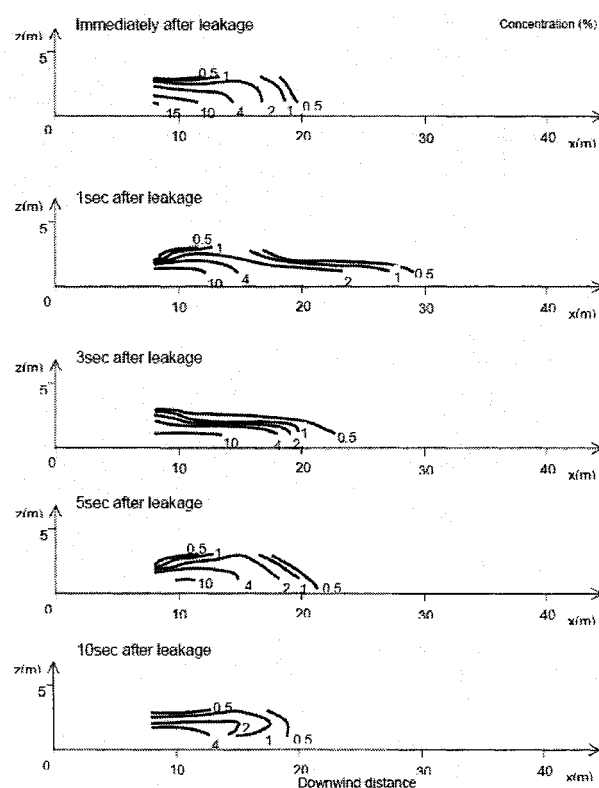 Immediately after leakage
Concentration (%)
z(m)
5
0.5 1
15 10 4 2 1 0.5
0 10 20 30 40 x(m)
1sec after leakage
z(m)
5
0.5
1
10 4 2 1 0.5
0 10 20 30 40 x(m)
3sec after leakage
z(m)
5
10 4 2 1 0.5
0 10 20 30 40 x(m)
5sec after leakage
z(m)
5
0.5 1
10 4 2 1 0.5
0 10 20 30 40 x(m)
10sec after leakage
z(m)
5
0.5
4 2 1 0.5
0 10 20 30 40 x(m)
Downwind distance